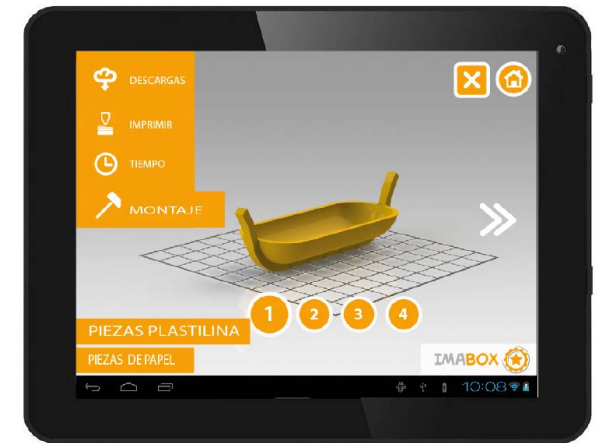 DESCARGAS
IMPRIMIR
TIEMPO
MONTAJE
1 2 3 4
PIEZAS PLASTILINA
PIEZAS DE PAPEL
IMABOX
10:08